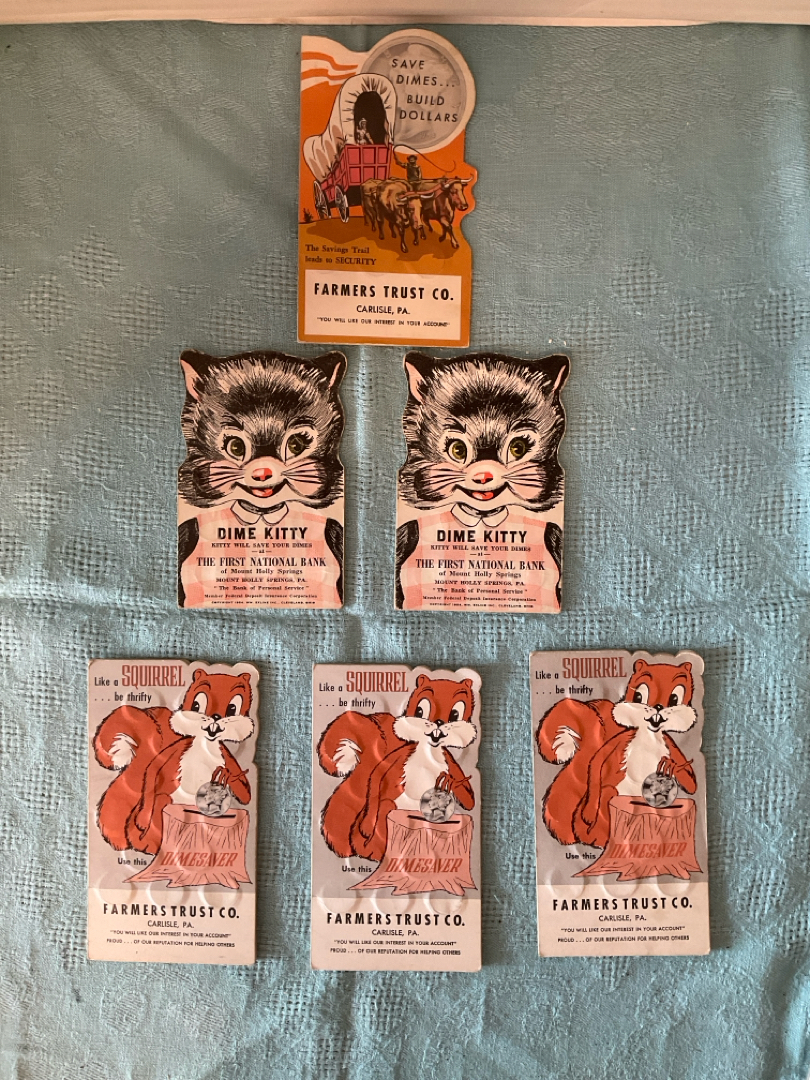 SAVE
DIMES...
BUILD
DOLLARS
The Savings Trail
leads to SECURITY
FARMERS TRUST CO.
CARLISLE, PA.
"YOU WILL LIKE OUR INTEREST IN YOUR ACCOUNT"
DIME KITTY
KITTY WILL SAVE YOUR DIMES
—at—
THE FIRST NATIONAL BANK
of Mount Holly Springs
MOUNT HOLLY SPRINGS, PA.
"The Bank of Personal Service"
Member Federal Deposit Insurance Corporation
DIME KITTY
KITTY WILL SAVE YOUR DIMES
—at—
THE FIRST NATIONAL BANK
of Mount Holly Springs
MOUNT HOLLY SPRINGS, PA.
"The Bank of Personal Service"
Member Federal Deposit Insurance Corporation
Like a SQUIRREL
... be thrifty
Use this DIMESAVER
FARMERS TRUST CO.
CARLISLE, PA.
"YOU WILL LIKE OUR INTEREST IN YOUR ACCOUNT"
PROUD ... OF OUR REPUTATION FOR HELPING OTHERS
Like a SQUIRREL
... be thrifty
Use this DIMESAVER
FARMERS TRUST CO.
CARLISLE, PA.
"YOU WILL LIKE OUR INTEREST IN YOUR ACCOUNT"
PROUD ... OF OUR REPUTATION FOR HELPING OTHERS
Like a SQUIRREL
... be thrifty
Use this DIMESAVER
FARMERS TRUST CO.
CARLISLE, PA.
"YOU WILL LIKE OUR INTEREST IN YOUR ACCOUNT"
PROUD ... OF OUR REPUTATION FOR HELPING OTHERS